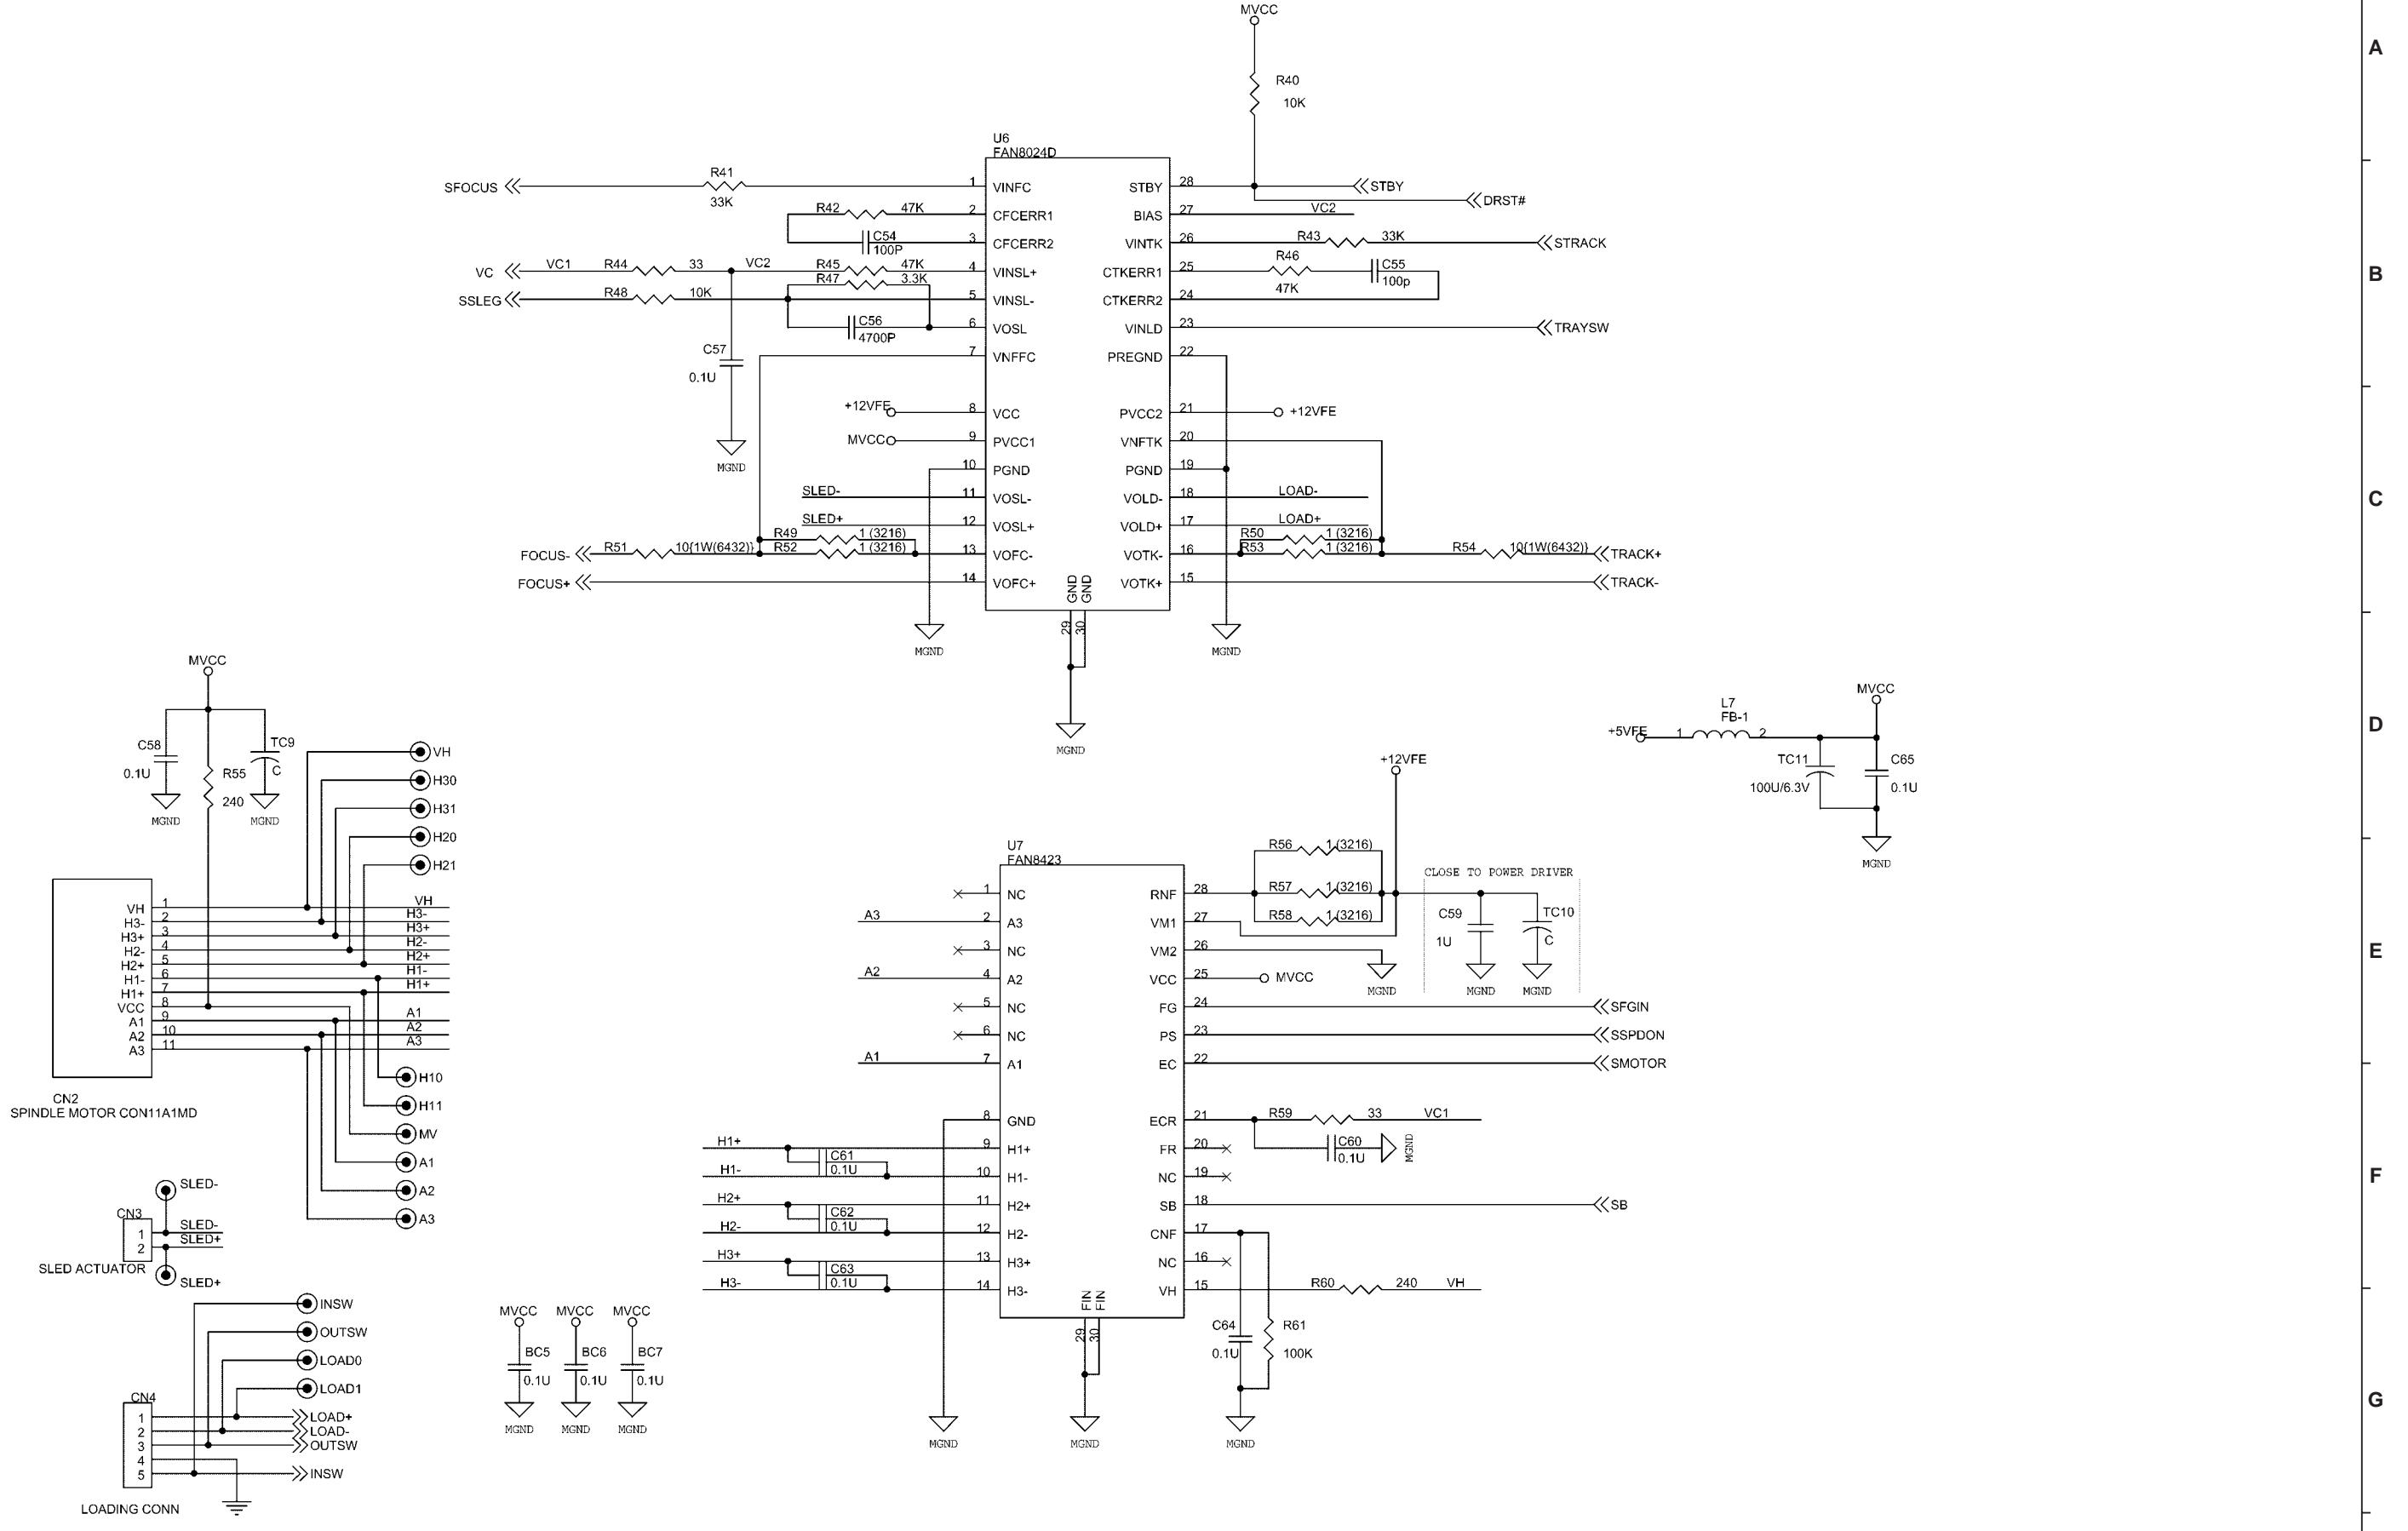 MVCC
A
R40
10K
U6
FAN8024D
SFOCUS
R41
33K
1 VINFC
STBY 28
STBY
DRST#
R42 47K
2 CFCERR1
BIAS 27
VC2
C54
100P
3 CFCERR2
VINTK 26
R43 33K
STRACK
VC
VC1
R44 33
VC2
R45 47K
4 VINSL+
CTKERR1 25
R46
47K
C55
100p
B
R47 3.3K
SSLEG
R48 10K
5 VINSL-
CTKERR2 24
C56
4700P
6 VOSL
VINLD 23
TRAYSW
C57
0.1U
7 VNFFC
PREGND 22
+12VFE
8 VCC
PVCC2 21
+12VFE
MVCC
9 PVCC1
VNFTK 20
MGND
10 PGND
PGND 19
SLED-
11 VOSL-
VOLD- 18
LOAD-
C
SLED+
12 VOSL+
VOLD+ 17
LOAD+
R49 1 (3216)
R50 1 (3216)
FOCUS-
R51 10{1W(6432)}
R52 1 (3216)
13 VOFC-
VOTK- 16
R53 1 (3216)
R54 10{1W(6432)}
TRACK+
FOCUS+
14 VOFC+
VOTK+ 15
TRACK-
GND
GND
29
30
MGND
MGND
MGND
MVCC
C58
0.1U
R55
240
TC9
C
MGND
MGND
VH
H30
H31
H20
H21
L7
FB-1
MVCC
+5VFE
1
2
TC11
100U/6.3V
C65
0.1U
MGND
D
+12VFE
U7
FAN8423
R56 1 (3216)
CLOSE TO POWER DRIVER
1 NC
RNF 28
R57 1 (3216)
A3
2 A3
VM1 27
R58 1 (3216)
C59
1U
TC10
C
3 NC
VM2 26
E
A2
4 A2
VCC 25
MVCC
MGND
MGND
MGND
5 NC
FG 24
SFGIN
6 NC
PS 23
SSPDON
A1
7 A1
EC 22
SMOTOR
VH 1 VH
H3- 2 H3-
H3+ 3 H3+
H2- 4 H2-
H2+ 5 H2+
H1- 6 H1-
H1+ 7 H1+
VCC 8
A1 9 A1
A2 10 A2
A3 11 A3
CN2
SPINDLE MOTOR CON11A1MD
H10
H11
MV
A1
A2
A3
8 GND
ECR 21
R59 33
VC1
H1+
9 H1+
FR 20
C60
0.1U
MGND
C61
0.1U
H1-
10 H1-
NC 19
F
H2+
11 H2+
SB 18
SB
C62
0.1U
H2-
12 H2-
CNF 17
H3+
13 H3+
NC 16
C63
0.1U
H3-
14 H3-
VH 15
R60 240
VH
FIN
FIN
29
30
C64
0.1U
R61
100K
MGND
MGND
MGND
SLED-
CN3
1 SLED-
2 SLED+
SLED ACTUATOR
SLED+
INSW
OUTSW
LOAD0
LOAD1
CN4
1 LOAD+
2 LOAD-
3 OUTSW
4
5 INSW
LOADING CONN
MVCC
MVCC
MVCC
BC5
0.1U
BC6
0.1U
BC7
0.1U
MGND
MGND
MGND
G